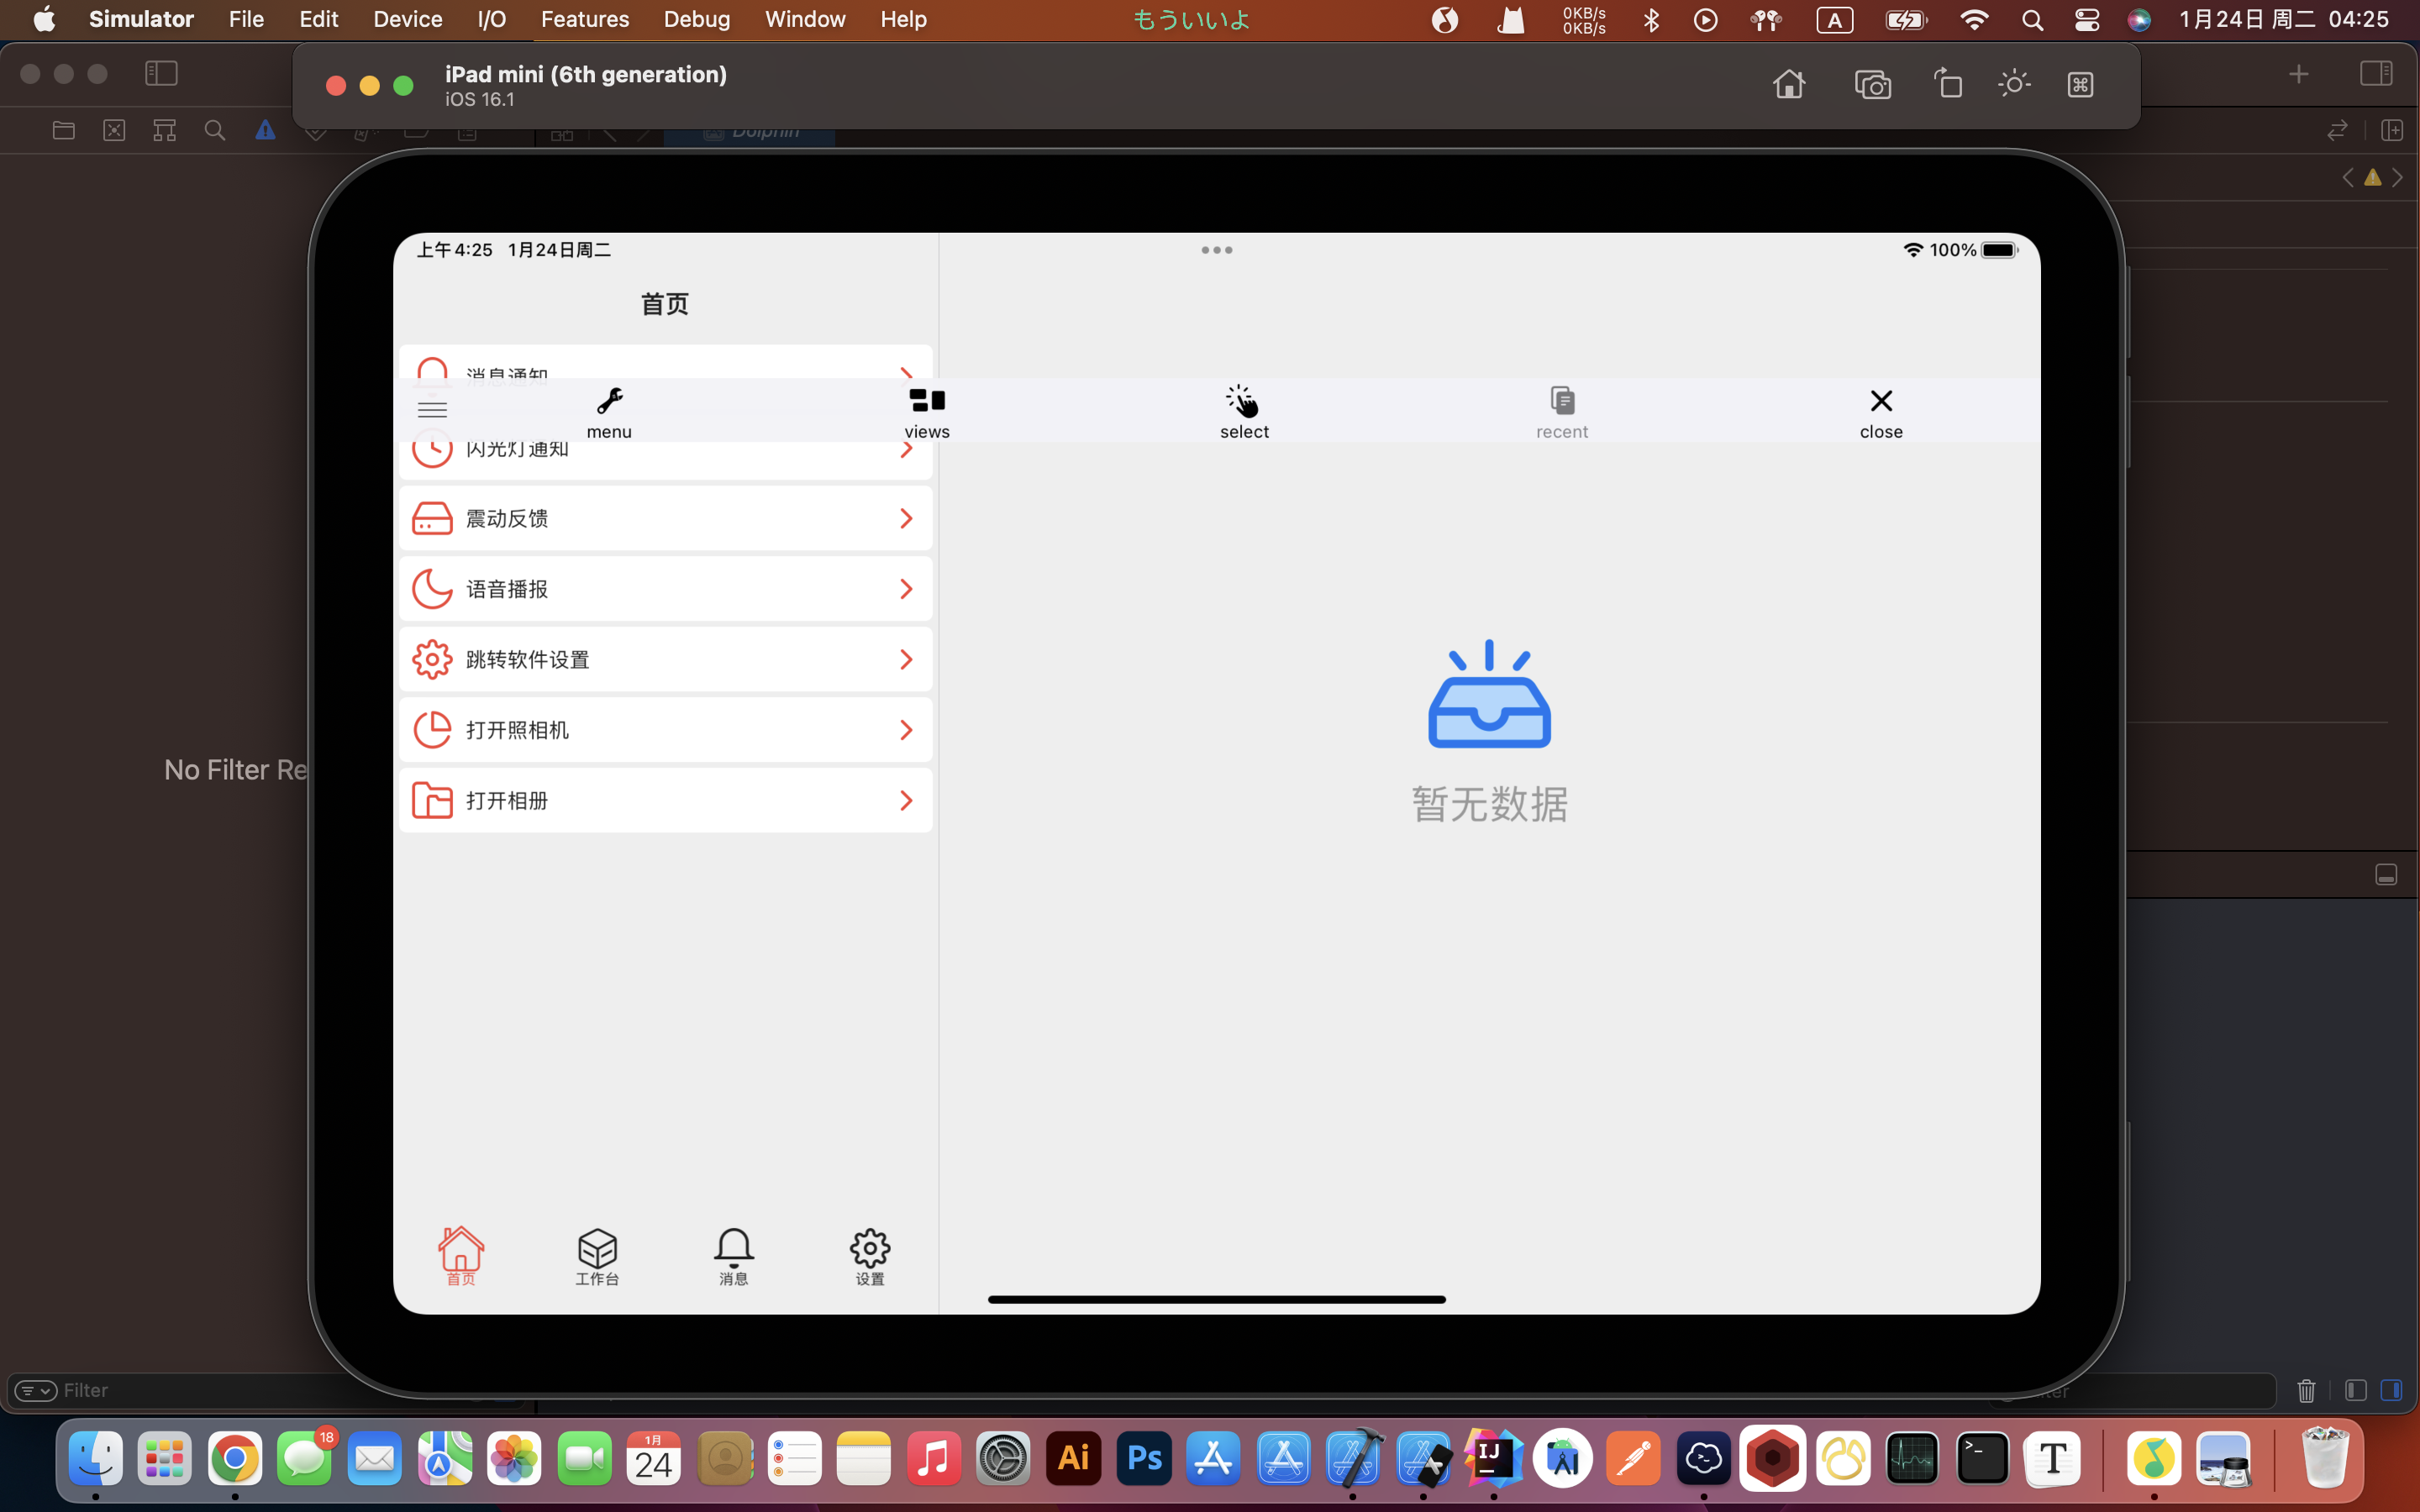 Simulator File Edit Device I/O Features Debug Window Help もういいよ 0KB/s A 1月24日 周二 04:25
0KB/s
iPad mini (6th generation)
iOS 16.1
Dolphin
上午4:25 1月24日周二 100%
首页
消息通知
menu views select recent close
闪光灯通知
震动反馈
语音播报
跳转软件设置
打开照相机
打开相册
No Filter Re
暂无数据
首页 工作台 消息 设置
Filter
18
1月
24
Ai
Ps
IJ
>_
T